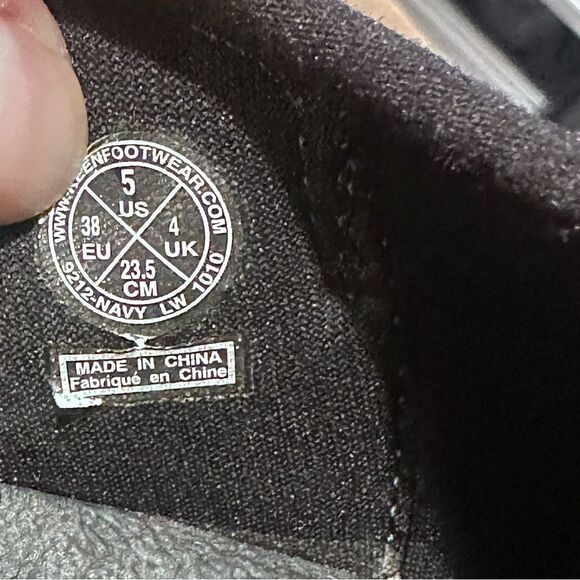 WWW.KEENFOOTWEAR.COM
5
US
38
EU
4
UK
23.5
CM
9212-NAVY LW 1010
MADE IN CHINA
Fabriqué en Chine